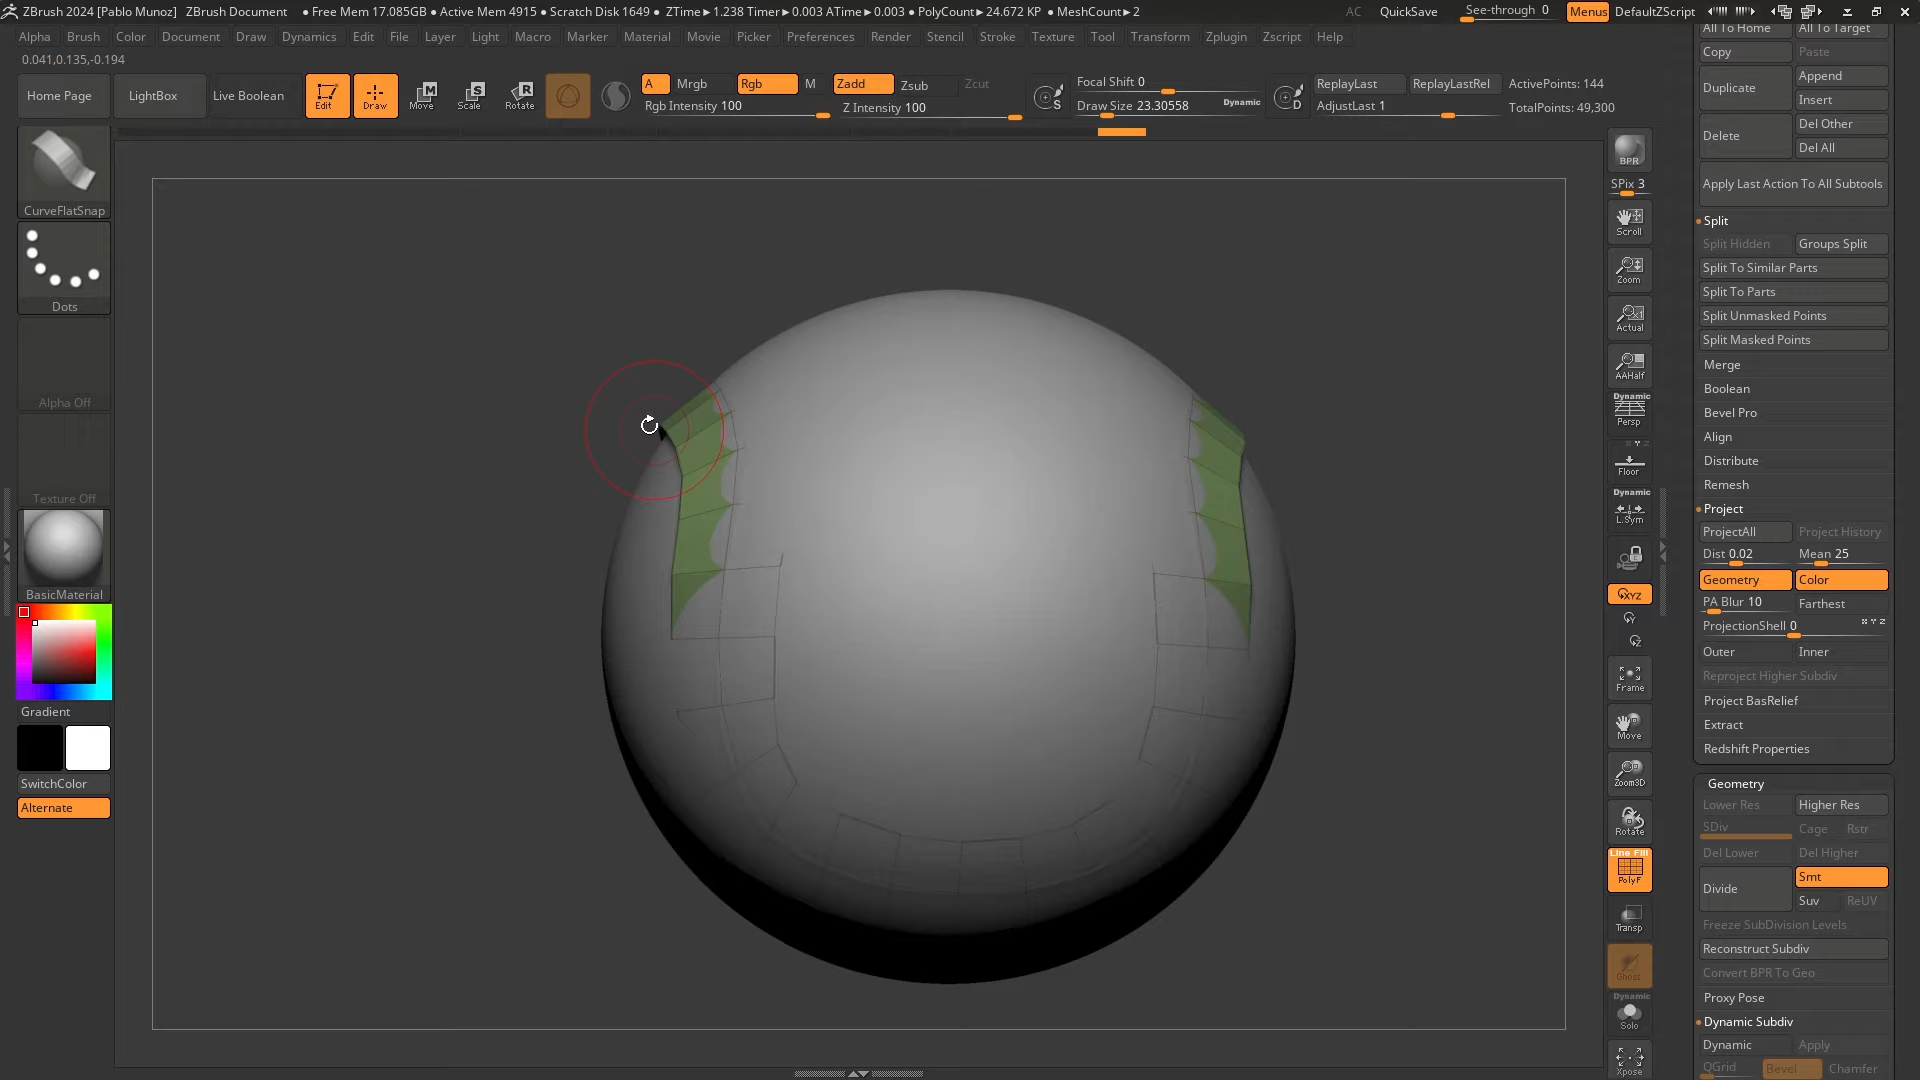 ZBrush 2024 [Pablo Munoz] ZBrush Document ● Free Mem 17.085GB ● Active Mem 4915 ● Scratch Disk 1649 ● ZTime►1.238 Timer►0.003 ATime►0.003 ● PolyCount►24.672 KP ● MeshCount►2 AC QuickSave See-through 0 Menus DefaultZScript
Alpha Brush Color Document Draw Dynamics Edit File Layer Light Macro Marker Material Movie Picker Preferences Render Stencil Stroke Texture Tool Transform Zplugin Zscript Help
0.041,0.135,-0.194
Home Page LightBox Live Boolean Edit Draw Move Scale Rotate
A Mrgb Rgb M Zadd Zsub Zcut
Rgb Intensity 100 Z Intensity 100
S Focal Shift 0
Draw Size 23.30558 Dynamic
D ReplayLast ReplayLastRel ActivePoints: 144
AdjustLast 1 TotalPoints: 49,300
CurveFlatSnap
Dots
Alpha Off
Texture Off
BasicMaterial
Gradient
SwitchColor
Alternate
BPR
SPix 3
Scroll
Zoom
Actual
AAHalf
Dynamic
Persp
Floor
Dynamic
L.Sym
XYZ
Y
Z
Frame
Move
Zoom3D
Rotate
Line Fill
PolyF
Transp
Ghost
Dynamic
Solo
Xpose
All To Home All To Target
Copy Paste
Duplicate Append
Insert
Delete Del Other
Del All
Apply Last Action To All Subtools
Split
Split Hidden Groups Split
Split To Similar Parts
Split To Parts
Split Unmasked Points
Split Masked Points
Merge
Boolean
Bevel Pro
Align
Distribute
Remesh
Project
ProjectAll Project History
Dist 0.02 Mean 25
Geometry Color
PA Blur 10 Farthest
ProjectionShell 0 X Y Z
Outer Inner
Reproject Higher Subdiv
Project BasRelief
Extract
Redshift Properties
Geometry
Lower Res Higher Res
SDiv Cage Rstr
Del Lower Del Higher
Divide Smt
Suv ReUV
Freeze SubDivision Levels
Reconstruct Subdiv
Convert BPR To Geo
Proxy Pose
Dynamic Subdiv
Dynamic Apply
QGrid Bevel Chamfer